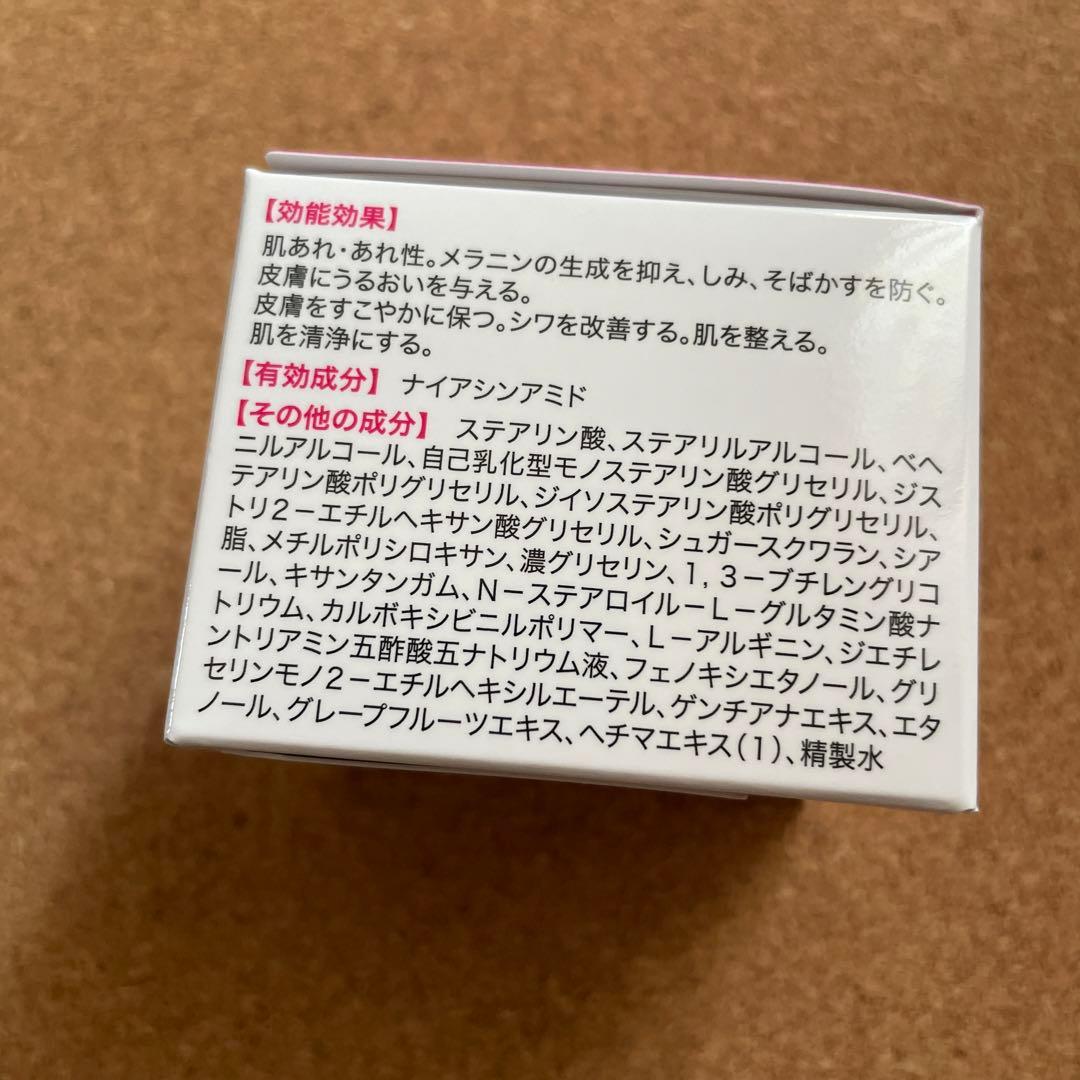 【効能効果】
肌あれ・あれ性。メラニンの生成を抑え、しみ、そばかすを防ぐ。
皮膚にうるおいを与える。
皮膚をすこやかに保つ。シワを改善する。肌を整える。
肌を清浄にする。
【有効成分】 ナイアシンアミド
【その他の成分】 ステアリン酸、ステアリルアルコール、ベヘ
ニルアルコール、自己乳化型モノステアリン酸グリセリル、ジス
テアリン酸ポリグリセリル、ジイソステアリン酸ポリグリセリル、
トリ2－エチルヘキサン酸グリセリル、シュガースクワラン、シア
脂、メチルポリシロキサン、濃グリセリン、1，3－ブチレングリコ
ール、キサンタンガム、N－ステアロイル－L－グルタミン酸ナ
トリウム、カルボキシビニルポリマー、L－アルギニン、ジエチレ
ントリアミン五酢酸五ナトリウム液、フェノキシエタノール、グリ
セリンモノ2－エチルヘキシルエーテル、ゲンチアナエキス、エタ
ノール、グレープフルーツエキス、ヘチマエキス（1）、精製水